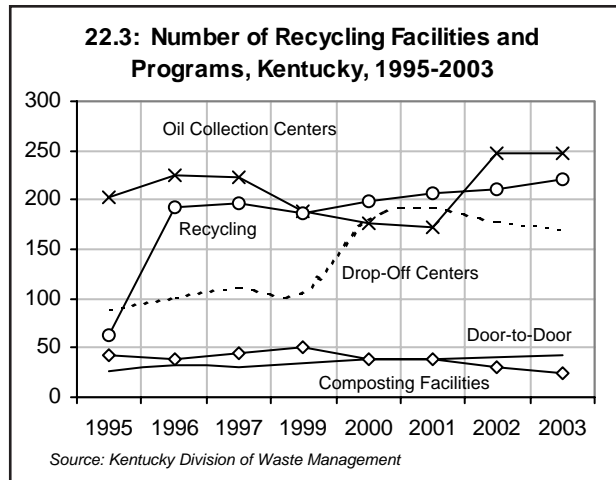 22.3: Number of Recycling Facilities and
Programs, Kentucky, 1995-2003
300
250
200
150
100
50
0
Oil Collection Centers
Recycling
Drop-Off Centers
Door-to-Door
Composting Facilities
1995 1996 1997 1999 2000 2001 2002 2003
Source: Kentucky Division of Waste Management